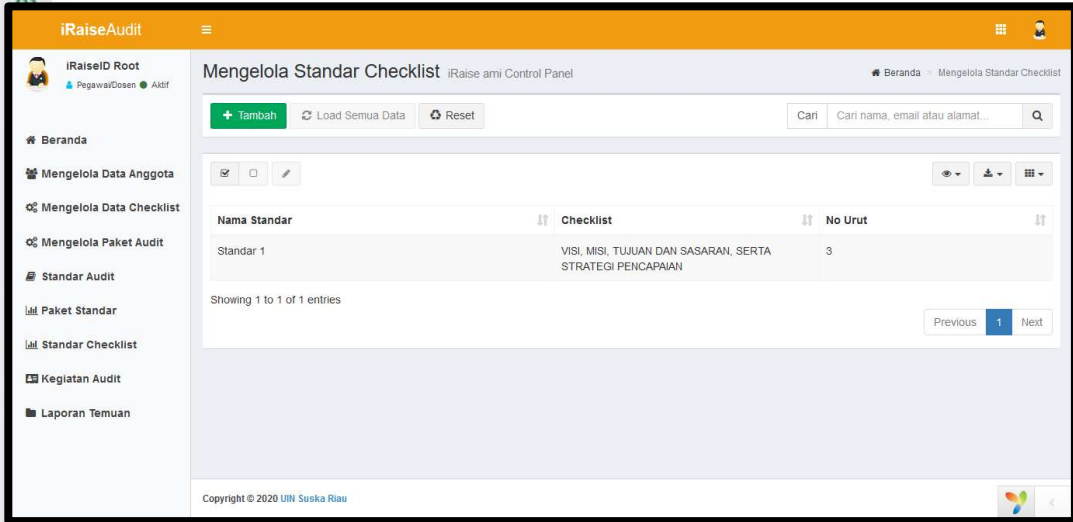 iRaiseAudit
iRaiseID Root
Pegawai/Dosen Aktif
Beranda
Mengelola Data Anggota
Mengelola Data Checklist
Mengelola Paket Audit
Standar Audit
Paket Standar
Standar Checklist
Kegiatan Audit
Laporan Temuan
Mengelola Standar Checklist iRaise ami Control Panel
Beranda > Mengelola Standar Checklist
+ Tambah Load Semua Data Reset
Cari Cari nama, email atau alamat...
Nama Standar Checklist No Urut
Standar 1 VISI, MISI, TUJUAN DAN SASARAN, SERTA 3
STRATEGI PENCAPAIAN
Showing 1 to 1 of 1 entries
Previous 1 Next
Copyright © 2020 UIN Suska Riau